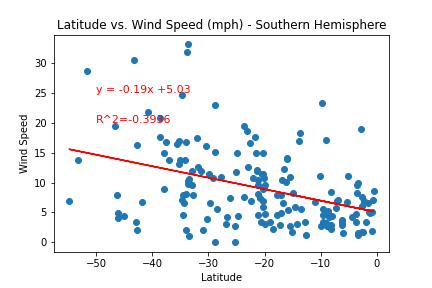 Latitude vs. Wind Speed (mph) - Southern Hemisphere
30
25
y = -0.19x +5.03
20
R^2=-0.3996
15
10
5
0
Wind Speed
−50 −40 −30 −20 −10 0
Latitude